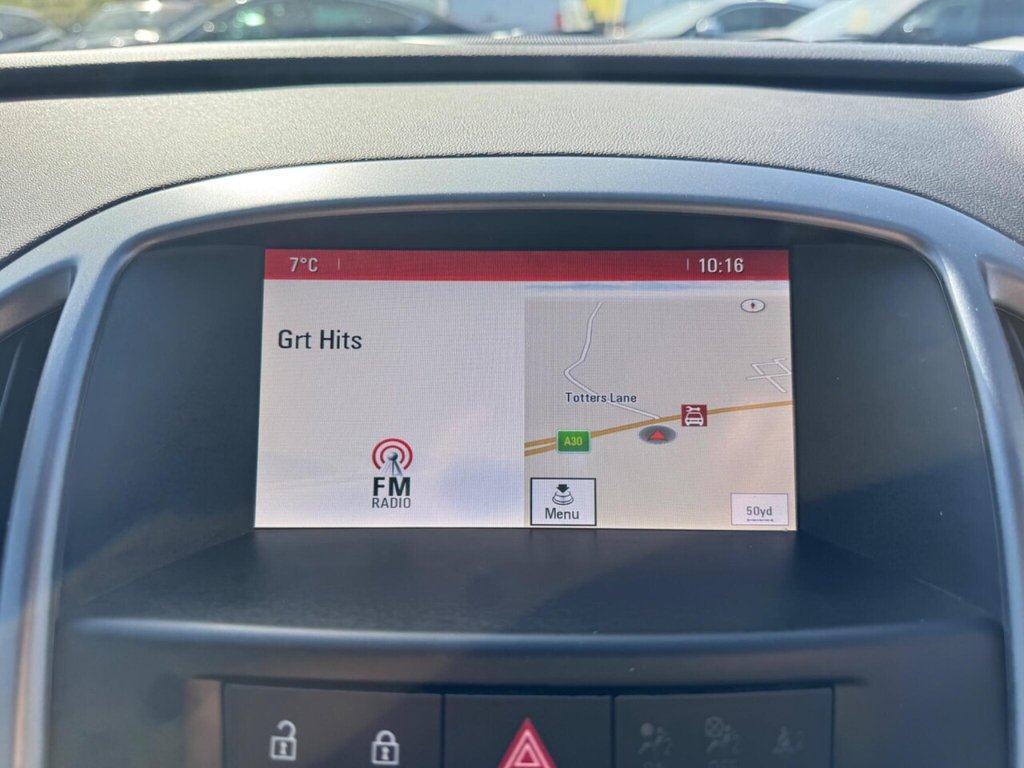 7°C
10:16
Grt Hits
Totters Lane
A30
FM
RADIO
Menu
50yd